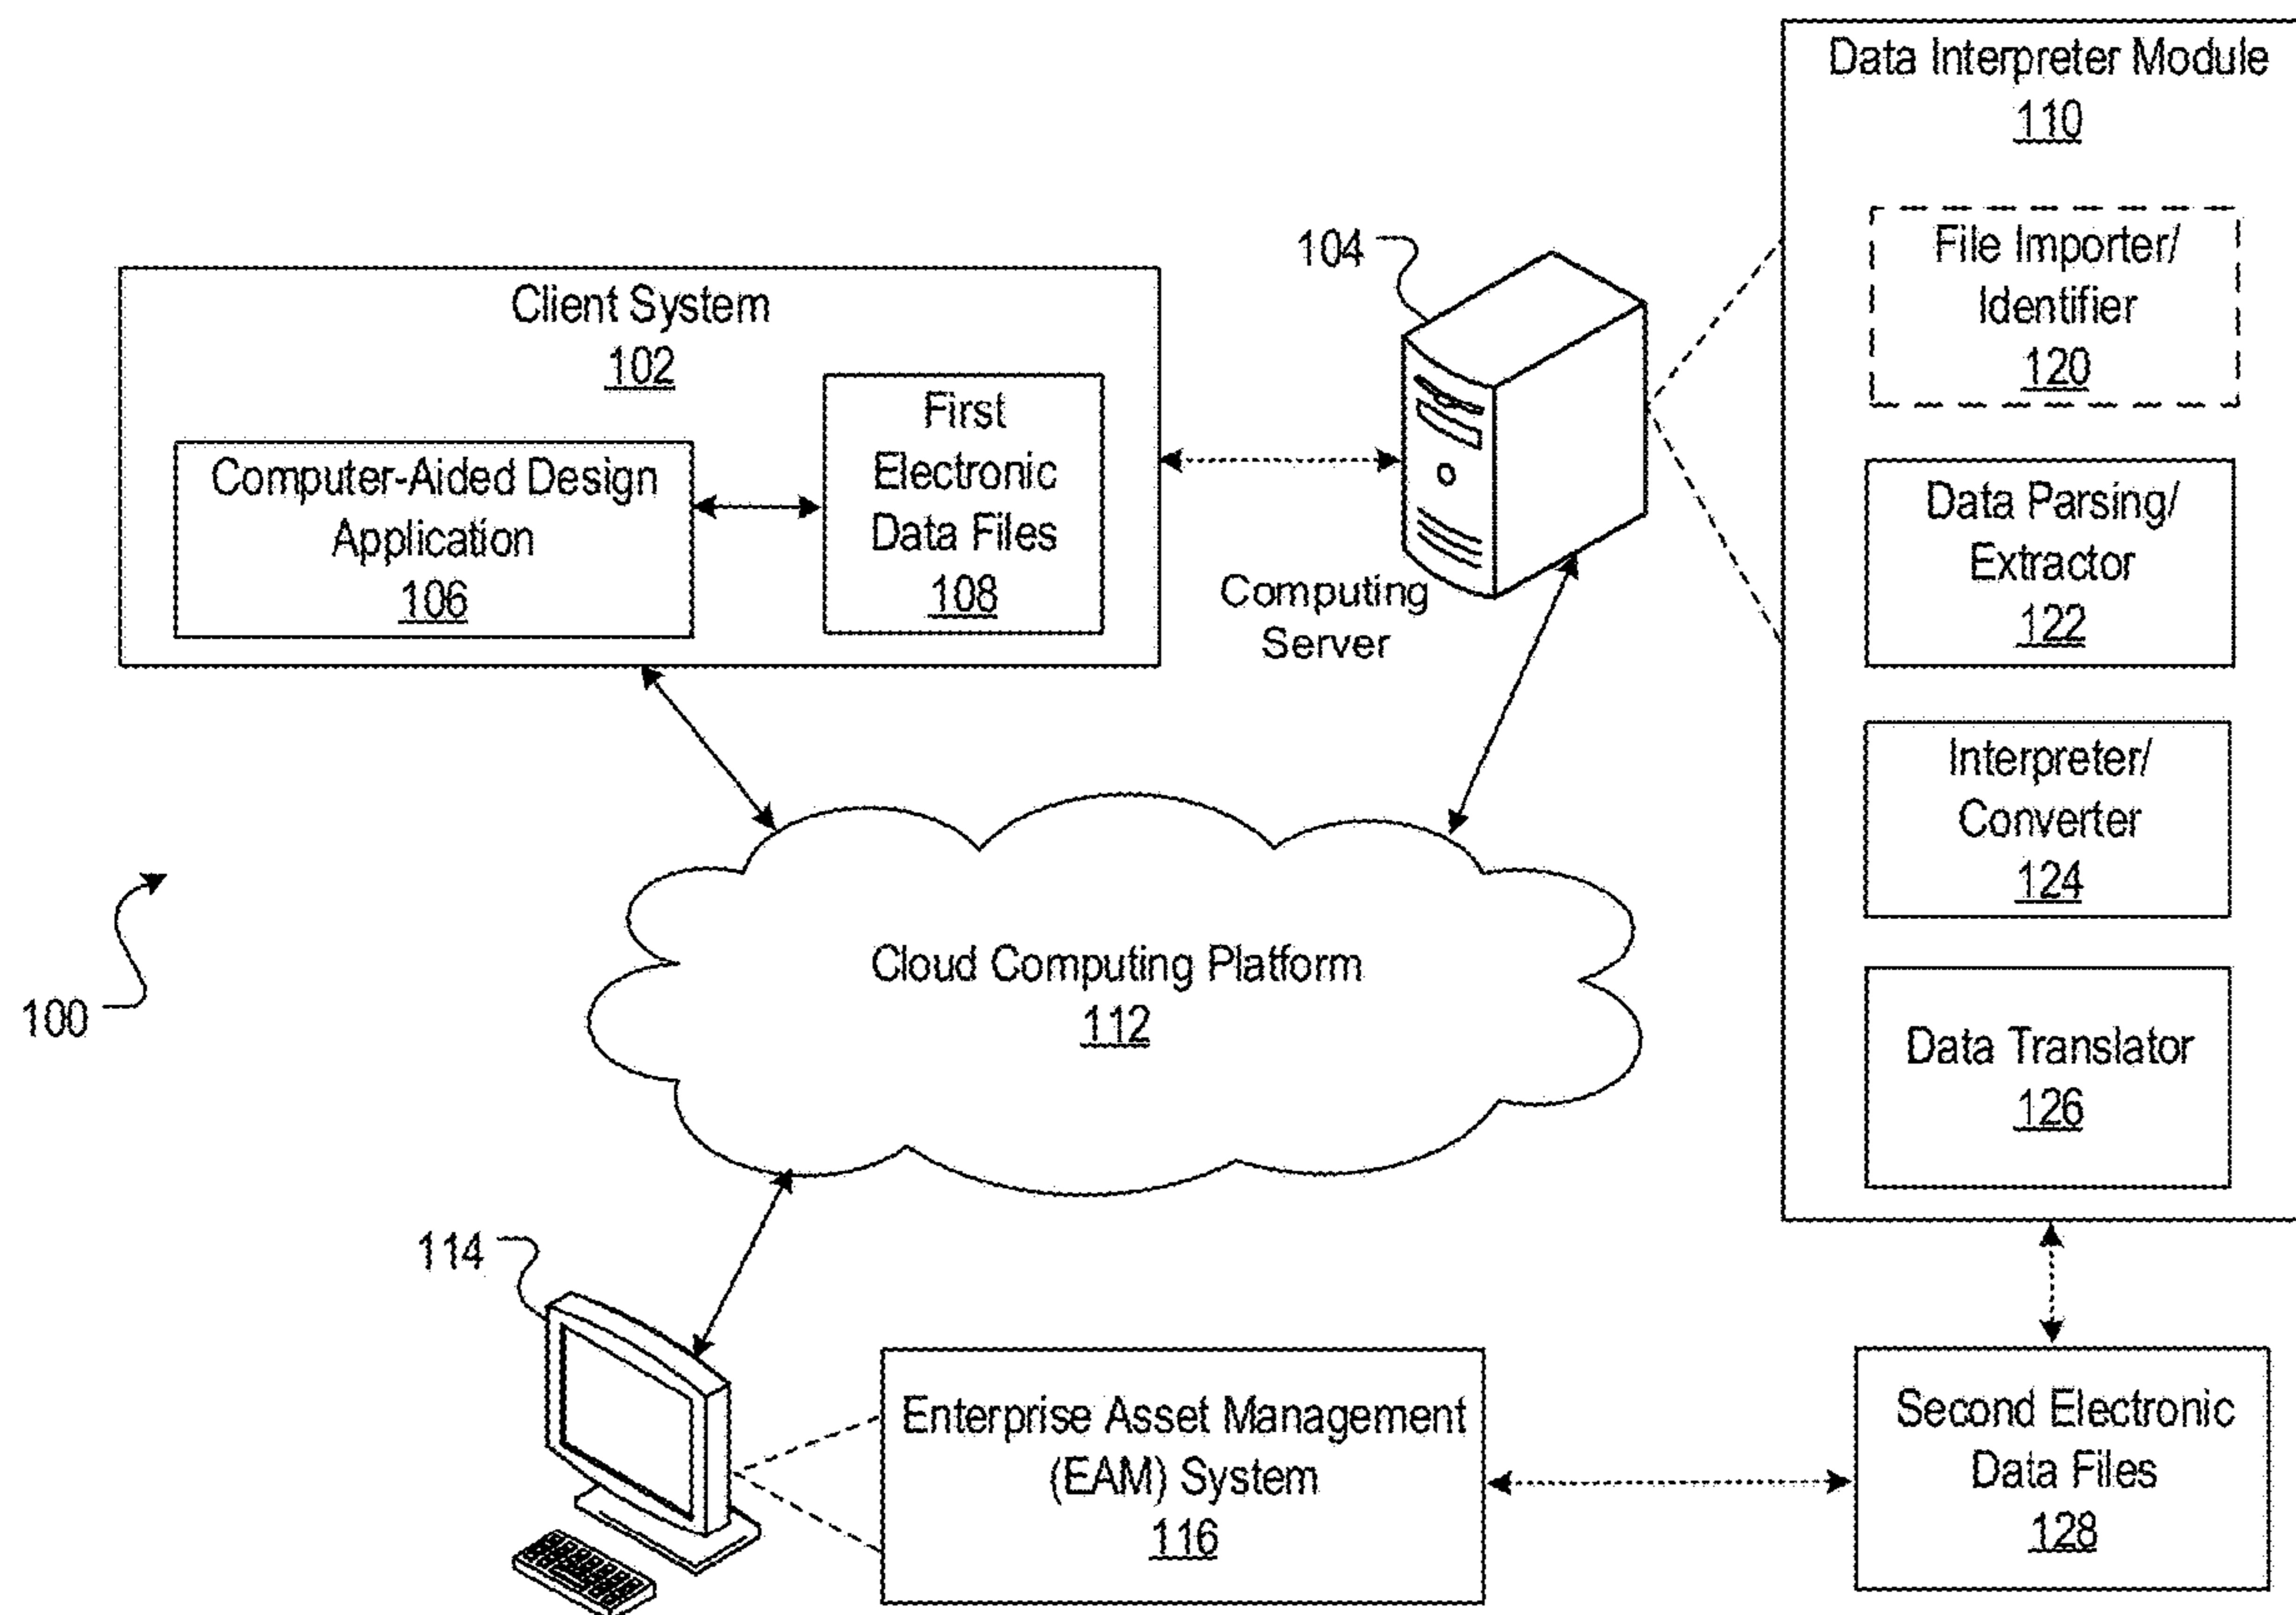 Data Interpreter Module
110
File Importer/
Identifier
120
Data Parsing/
Extractor
122
Interpreter/
Converter
124
Data Translator
126
104
Computing
Server
Client System
102
Computer-Aided Design
Application
106
First
Electronic
Data Files
108
Cloud Computing Platform
112
100
114
Enterprise Asset Management
(EAM) System
116
Second Electronic
Data Files
128